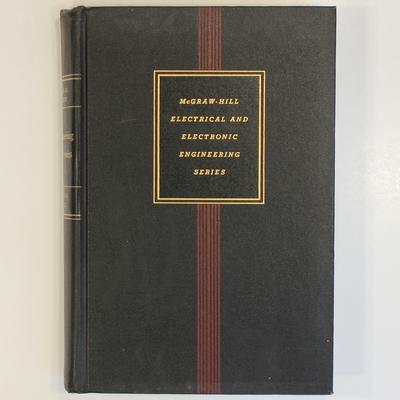 McGRAW-HILL
ELECTRICAL AND
ELECTRONIC
ENGINEERING
SERIES